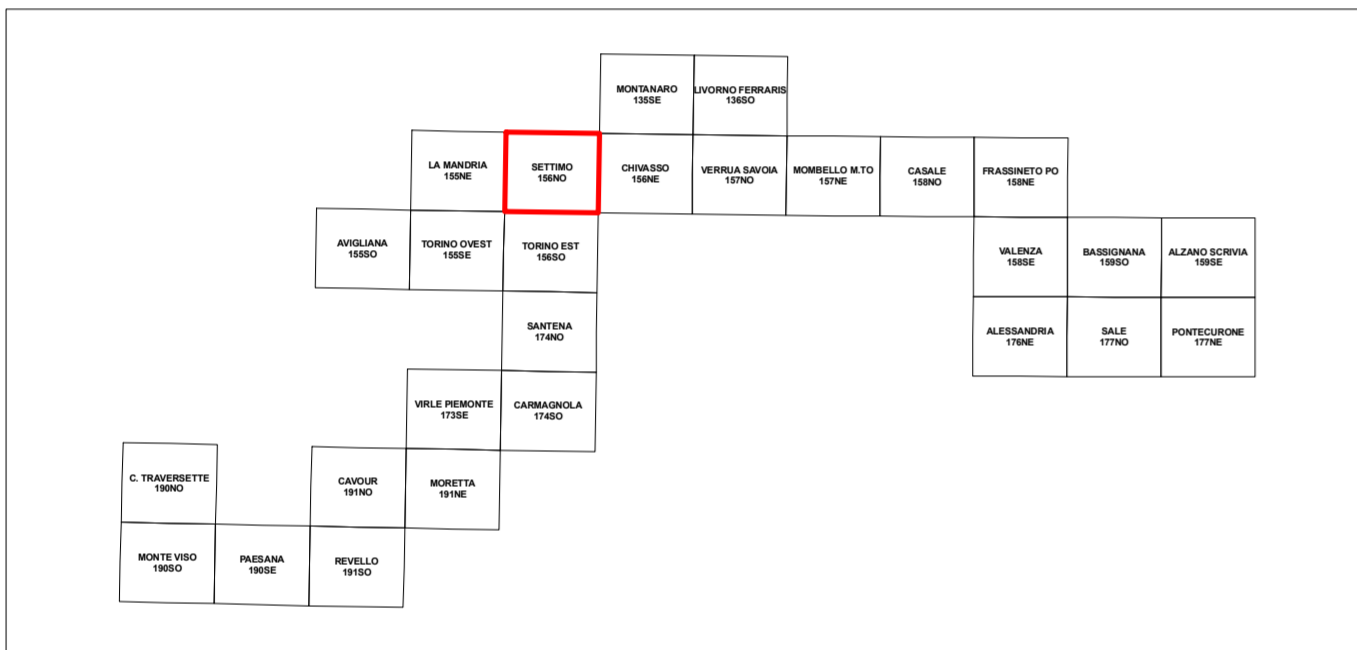 MONTANARO
135SE
LIVORNO FERRARIS
136SO
LA MANDRIA
155NE
SETTIMO
156NO
CHIVASSO
156NE
VERRUA SAVOIA
157NO
MOMBELLO M.TO
157NE
CASALE
158NO
FRASSINETO PO
158NE
AVIGLIANA
155SO
TORINO OVEST
155SE
TORINO EST
156SO
VALENZA
158SE
BASSIGNANA
159SO
ALZANO SCRIVIA
159SE
SANTENA
174NO
ALESSANDRIA
176NE
SALE
177NO
PONTECURONE
177NE
VIRLE PIEMONTE
173SE
CARMAGNOLA
174SO
C. TRAVERSETTE
190NO
CAVOUR
191NO
MORETTA
191NE
MONTE VISO
190SO
PAESANA
190SE
REVELLO
191SO